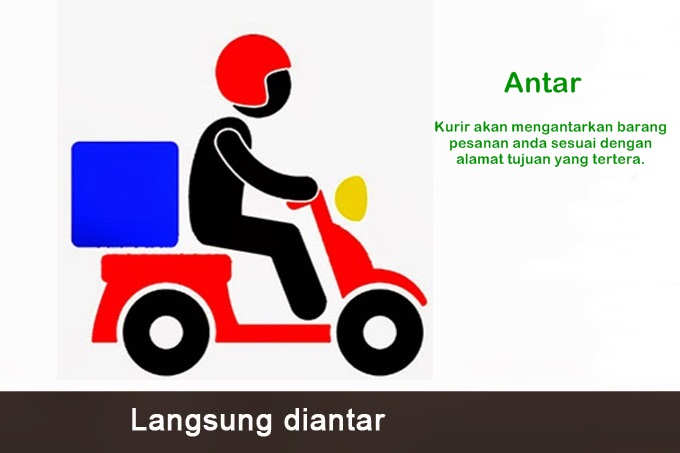 Antar
Kurir akan mengantarkan barang
pesanan anda sesuai dengan
alamat tujuan yang tertera.
Langsung diantar